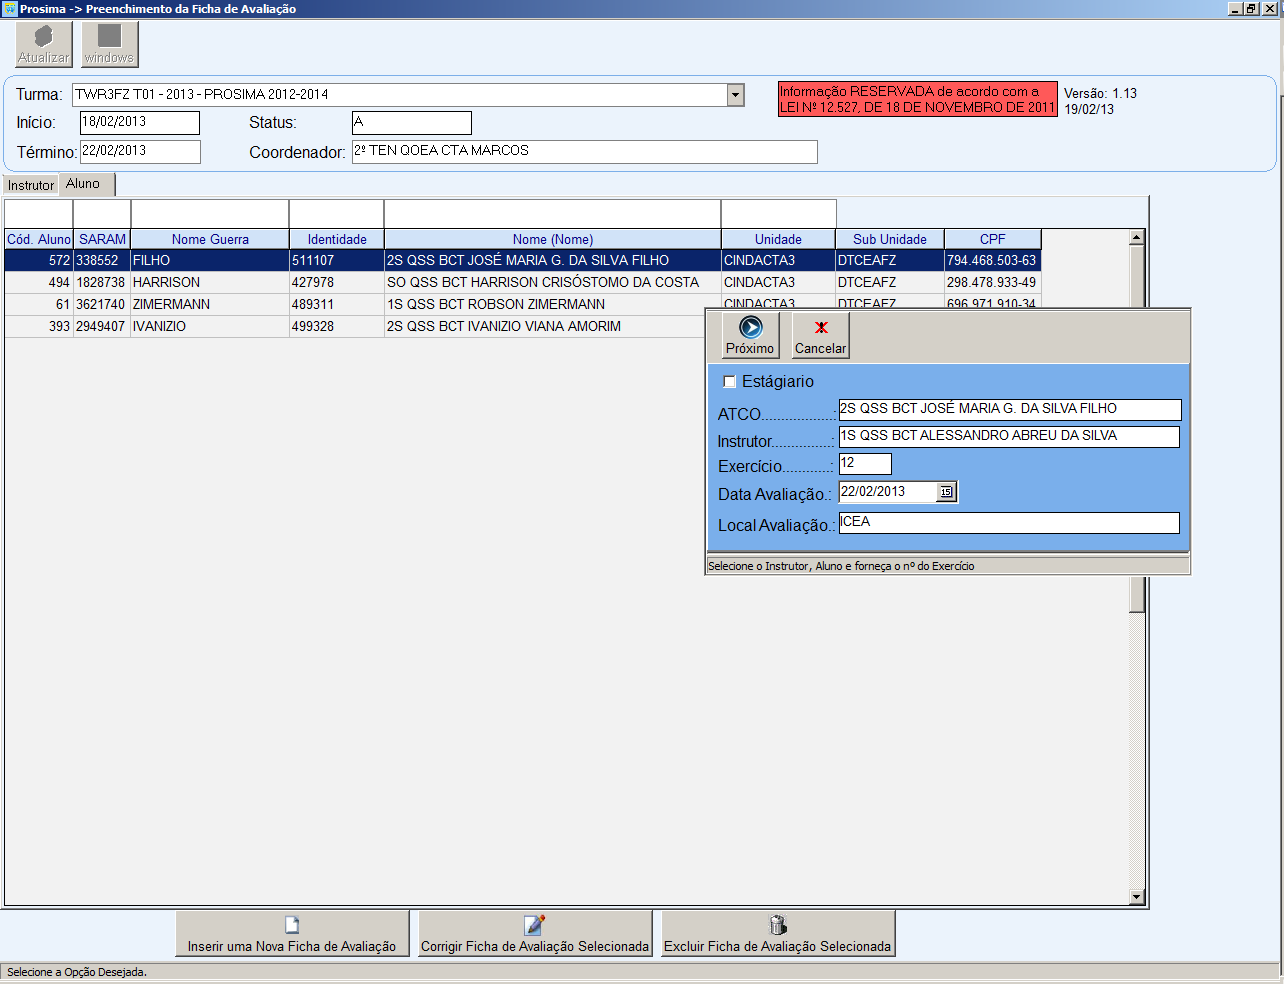 Prosima -> Preenchimento da Ficha de Avaliação
Atualizar
windows
Turma: TWR3FZ T01 - 2013 - PROSIMA 2012-2014
Informação RESERVADA de acordo com a
LEI Nº 12.527, DE 18 DE NOVEMBRO DE 2011
Versão: 1.13
19/02/13
Início: 18/02/2013 Status: A
Término: 22/02/2013 Coordenador: 2º TEN QOEA CTA MARCOS
Instrutor Aluno
Cód. Aluno SARAM Nome Guerra Identidade Nome (Nome) Unidade Sub Unidade CPF
572 338552 FILHO 511107 2S QSS BCT JOSÉ MARIA G. DA SILVA FILHO CINDACTA3 DTCEAFZ 794.468.503-63
494 1828738 HARRISON 427978 SO QSS BCT HARRISON CRISÓSTOMO DA COSTA CINDACTA3 DTCEAFZ 298.478.933-49
61 3621740 ZIMERMANN 489311 1S QSS BCT ROBSON ZIMERMANN CINDACTA3 DTCEAFZ 696.971.910-34
393 2949407 IVANIZIO 499328 2S QSS BCT IVANIZIO VIANA AMORIM
Próximo
Cancelar
Estágiario
ATCO..................: 2S QSS BCT JOSÉ MARIA G. DA SILVA FILHO
Instrutor...............: 1S QSS BCT ALESSANDRO ABREU DA SILVA
Exercício............: 12
Data Avaliação.: 22/02/2013 15
Local Avaliação.: ICEA
Selecione o Instrutor, Aluno e forneça o nº do Exercício
Inserir uma Nova Ficha de Avaliação
Corrigir Ficha de Avaliação Selecionada
Excluir Ficha de Avaliação Selecionada
Selecione a Opção Desejada.